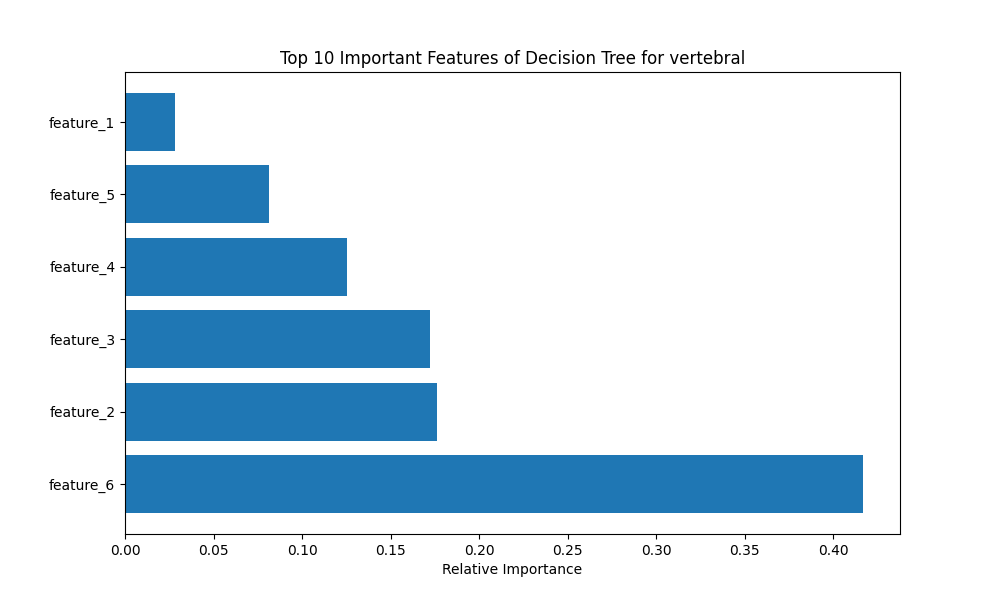 Top 10 Important Features of Decision Tree for vertebral
feature_1
feature_5
feature_4
feature_3
feature_2
feature_6
0.00 0.05 0.10 0.15 0.20 0.25 0.30 0.35 0.40
Relative Importance